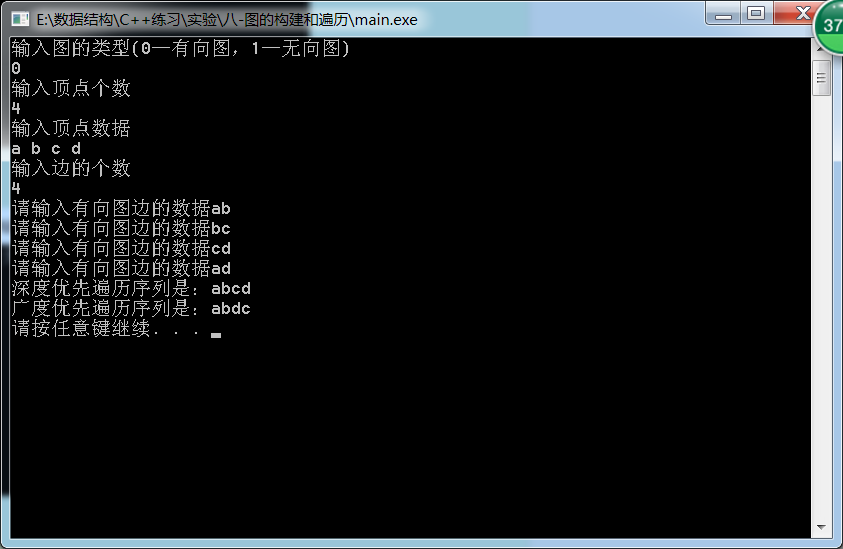 E:\数据结构\C++练习\实验\八-图的构建和遍历\main.exe
37
输入图的类型(0—有向图，1—无向图)
0
输入顶点个数
4
输入顶点数据
a b c d
输入边的个数
4
请输入有向图边的数据ab
请输入有向图边的数据bc
请输入有向图边的数据cd
请输入有向图边的数据ad
深度优先遍历序列是：abcd
广度优先遍历序列是：abdc
请按任意键继续. . .